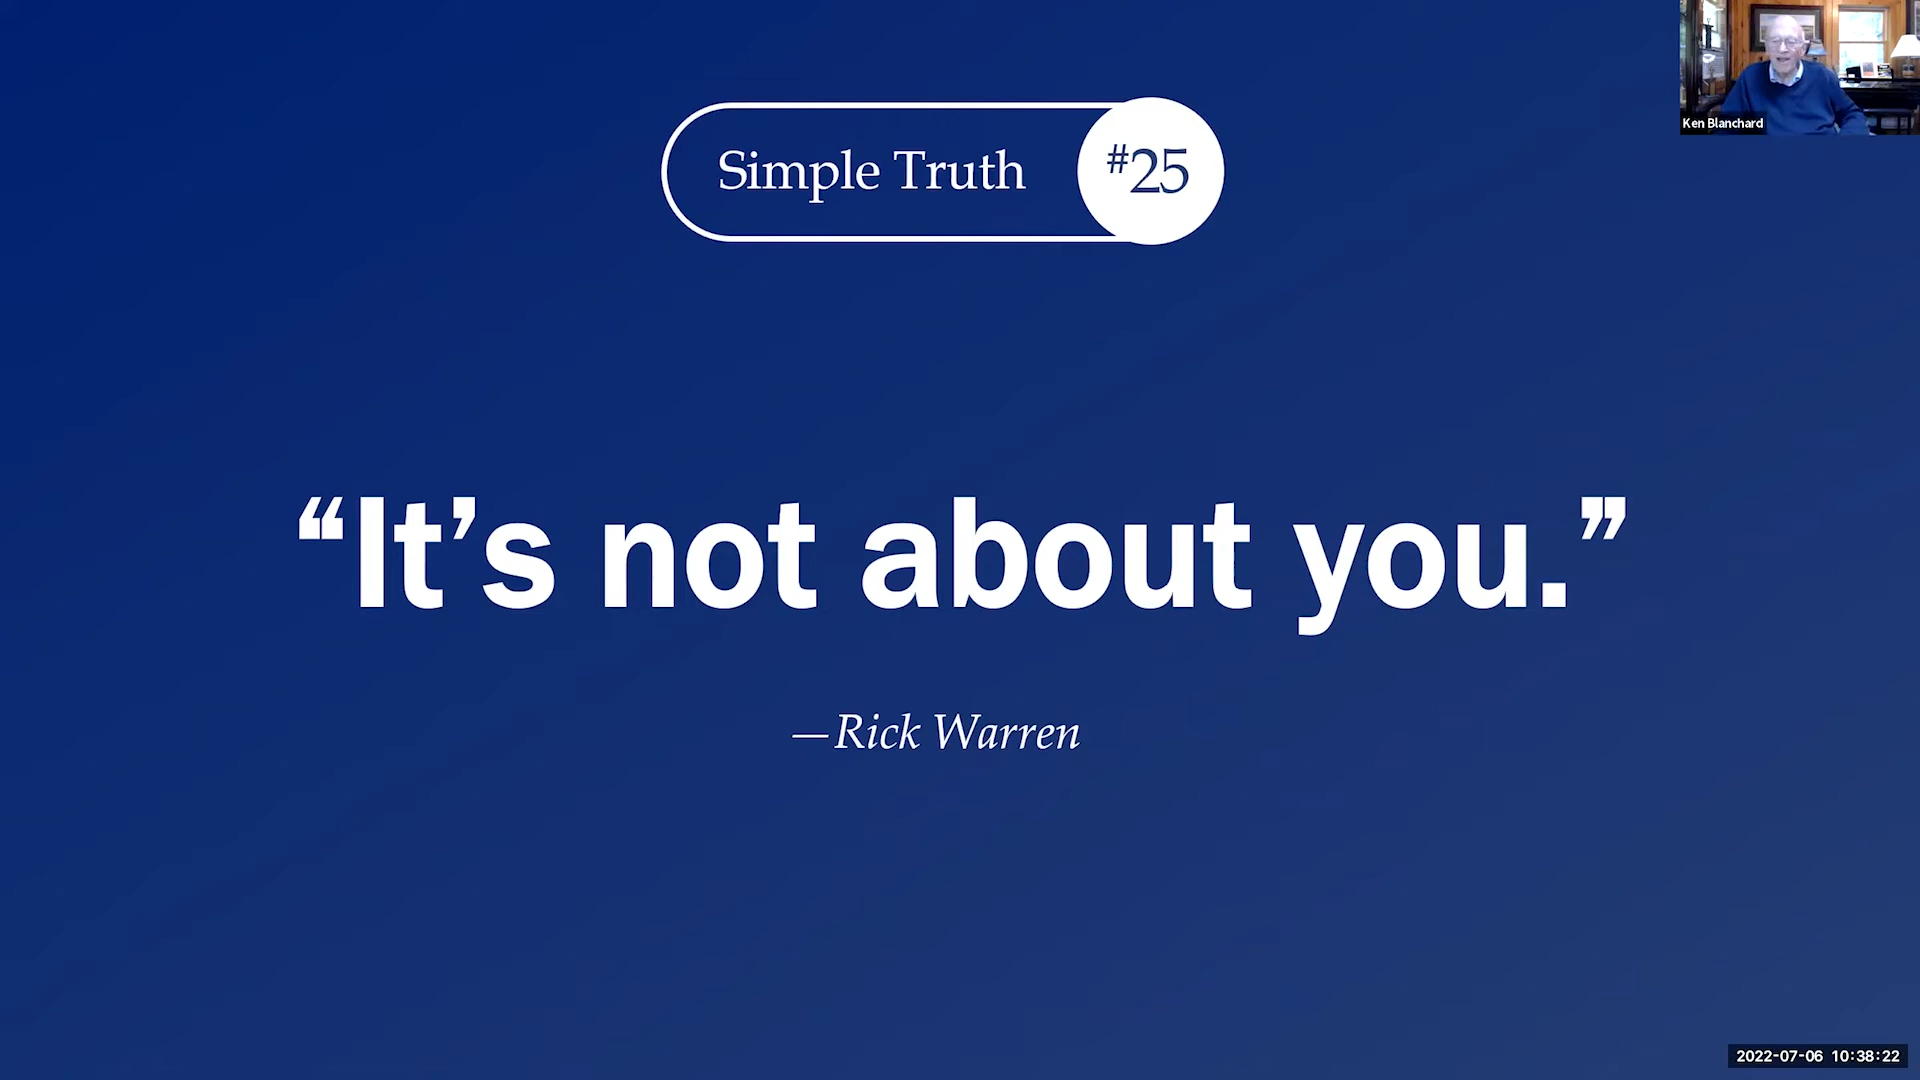 Ken Blanchard
Simple Truth #25
“It’s not about you.”
—Rick Warren
2022-07-06 10:38:22